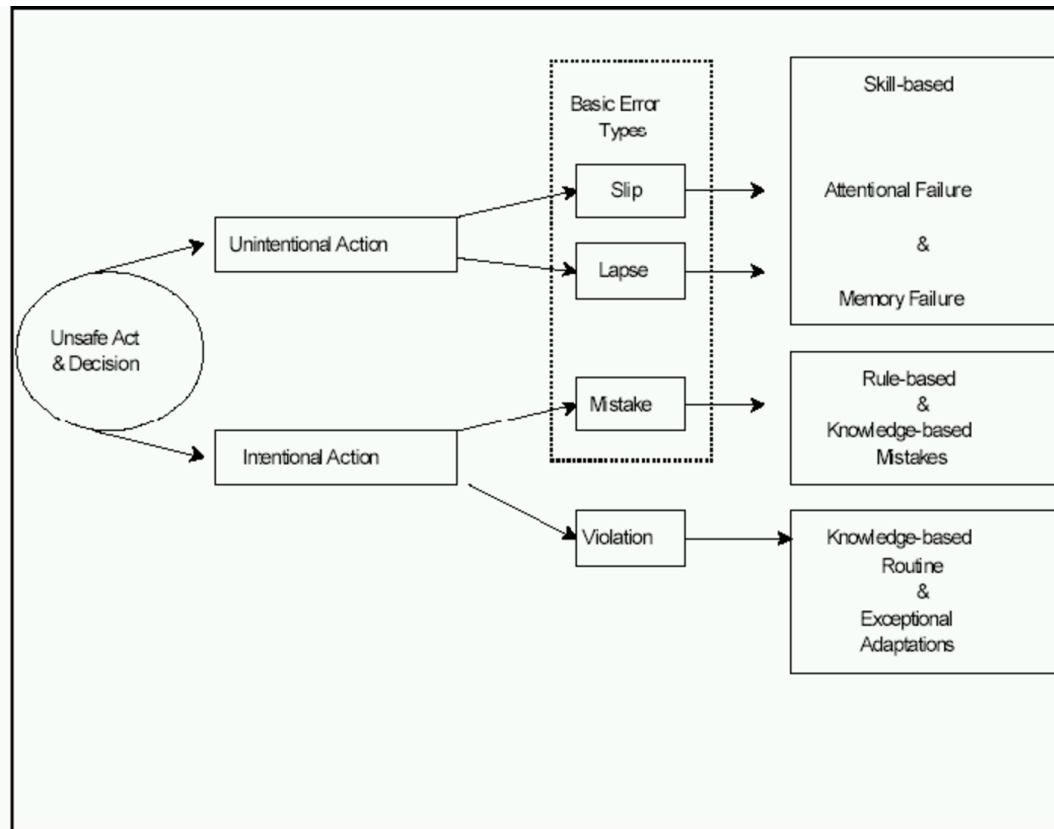 Unsafe Act
& Decision
Unintentional Action
Intentional Action
Basic Error
Types
Slip
Lapse
Mistake
Violation
Skill-based
Attentional Failure
&
Memory Failure
Rule-based
&
Knowledge-based
Mistakes
Knowledge-based
Routine
&
Exceptional
Adaptations